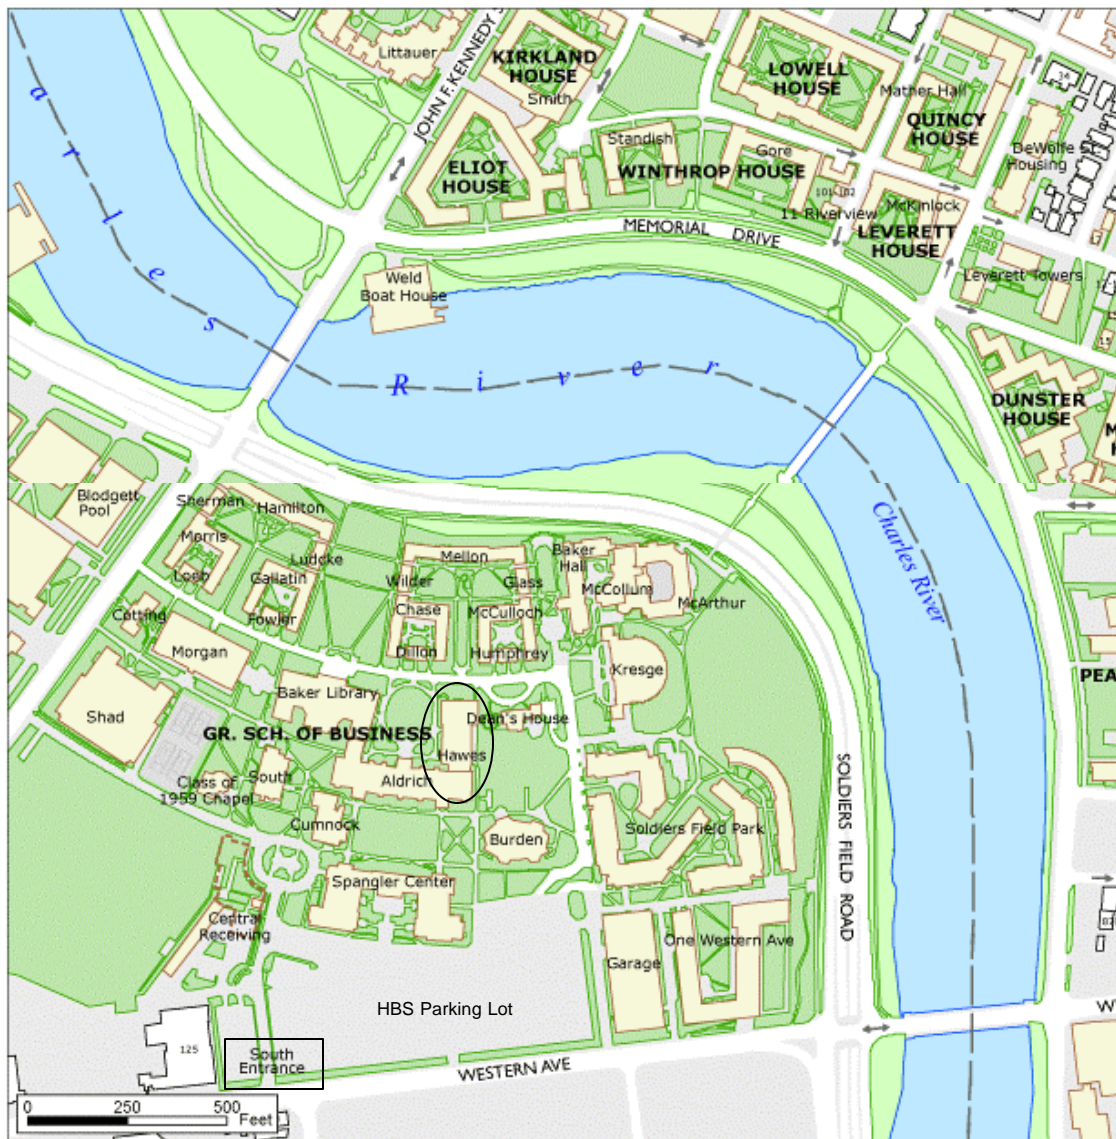 a
r
l
e
s
Littauer
JOHN F. KENNEDY S
KIRKLAND
HOUSE
Smith
LOWELL
HOUSE
Mather Hall
QUINCY
HOUSE
DeWolfe St.
Housing
Standish
Gore
ELIOT
HOUSE
WINTHROP HOUSE
101-102
11 Riverview
McKinlock
LEVERETT
HOUSE
MEMORIAL DRIVE
Leverett Towers
Weld
Boat House
15
River
DUNSTER
HOUSE
Charles River
Blodgett
Pool
Sherman
Hamilton
Morris
Ludcke
Loeb
Gallatin
Fowler
Cotting
Morgan
Mellon
Wilder
Glass
Chase
McCulloch
Dillon
Humphrey
Baker
Hall
McCollum
McArthur
Kresge
PEA
Shad
Baker Library
GR. SCH. OF BUSINESS
Dean's House
Hawes
Aldrich
South
Class of
1959 Chapel
Cumnock
Burden
Soldiers Field Park
SOLDIERS FIELD ROAD
Spangler Center
Central
Receiving
One Western Ave
Garage
HBS Parking Lot
125
South
Entrance
WESTERN AVE
W
0 250 500
Feet